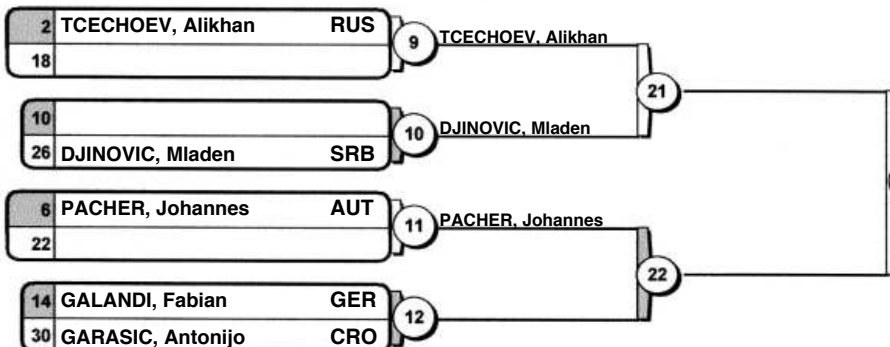 2 TCECHOEV, Alikhan RUS
18
9
TCECHOEV, Alikhan
21
10
26 DJINOVIC, Mladen SRB
10
DJINOVIC, Mladen
6 PACHER, Johannes AUT
22
11
PACHER, Johannes
22
14 GALANDI, Fabian GER
30 GARASIC, Antonijo CRO
12